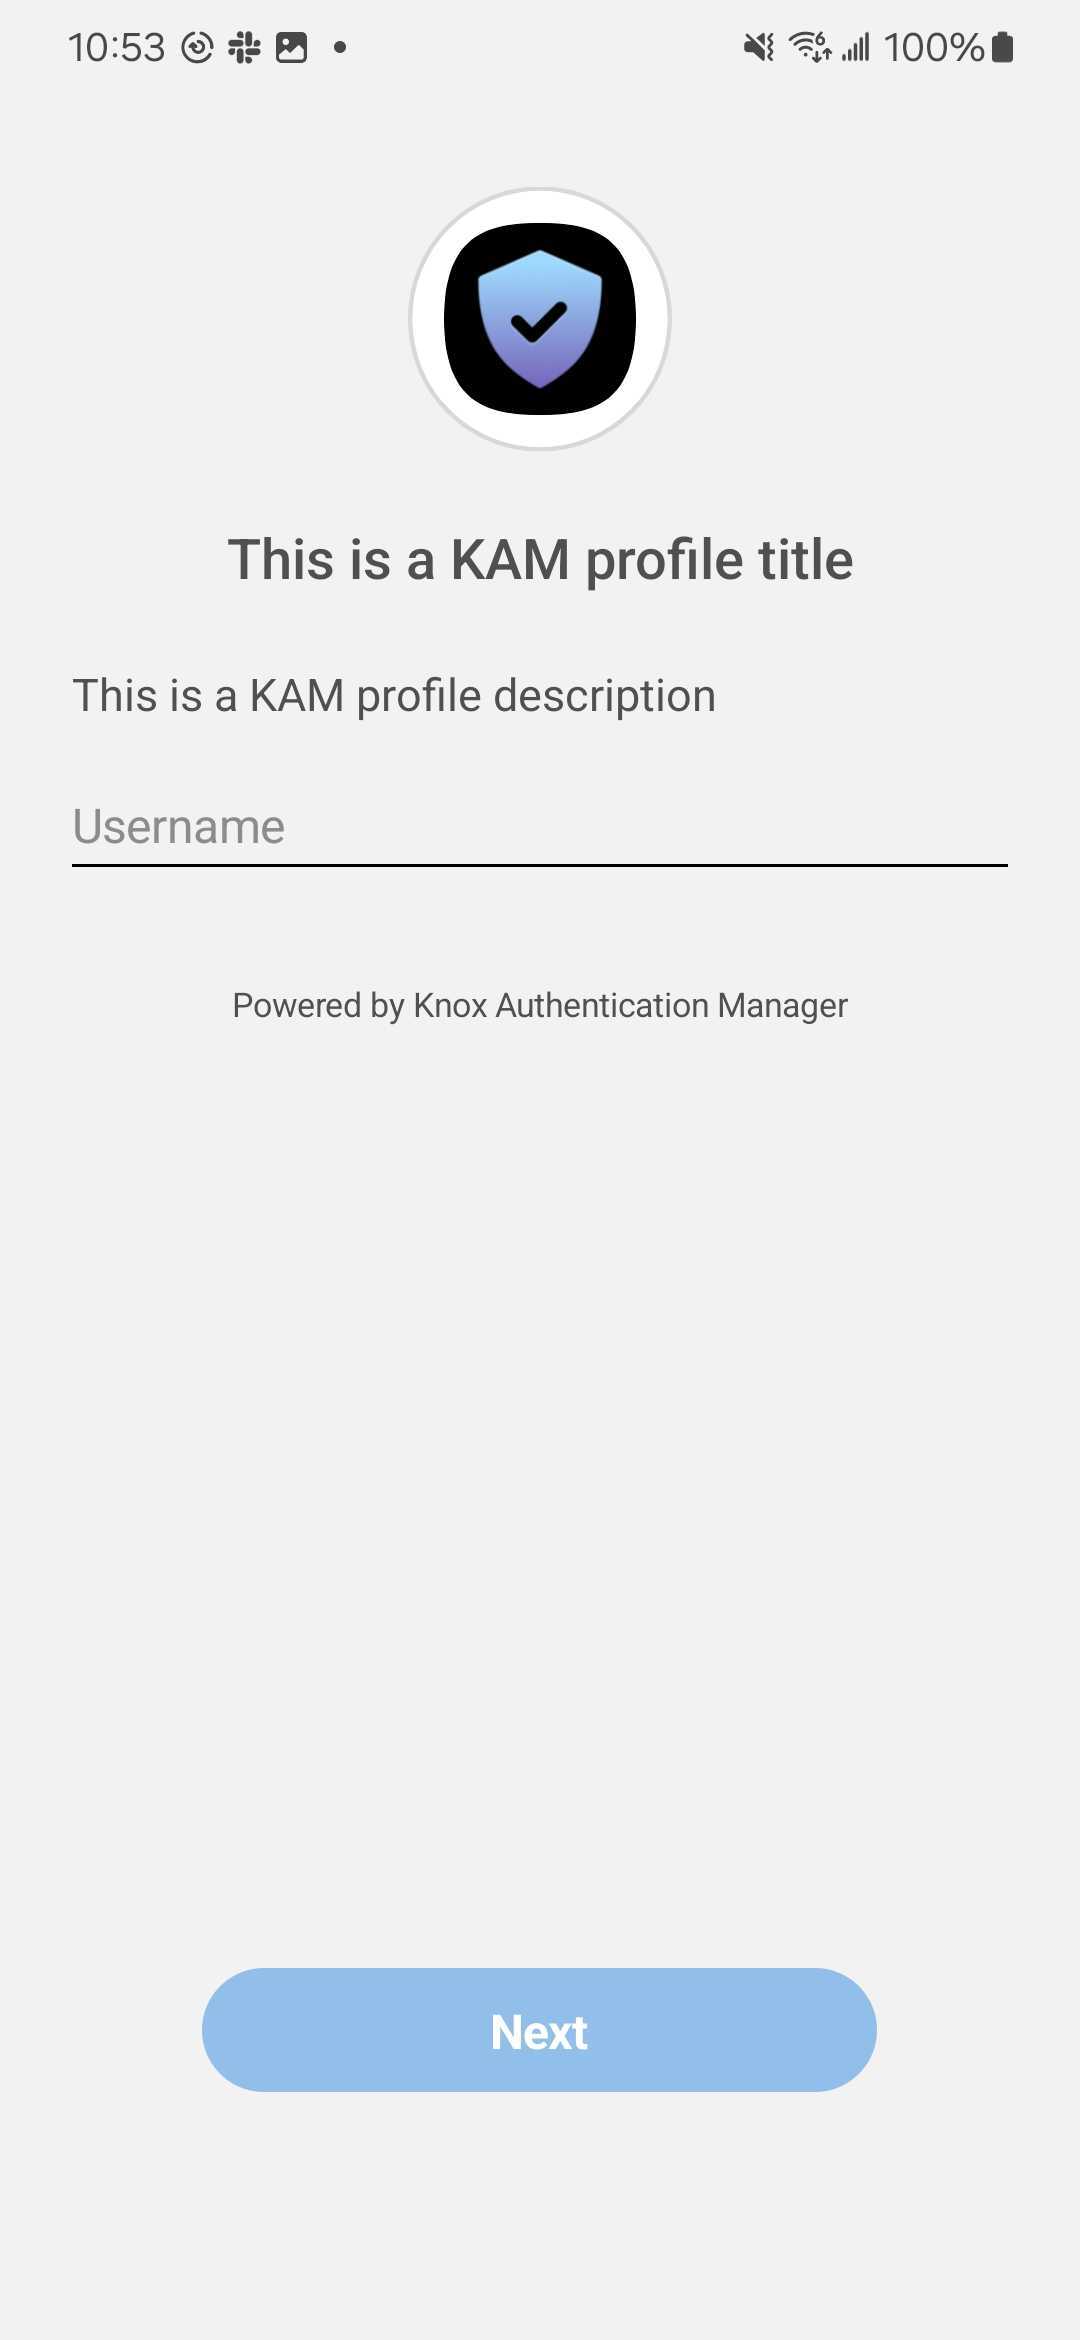 10:53 100%
This is a KAM profile title
This is a KAM profile description
Username
Powered by Knox Authentication Manager
Next